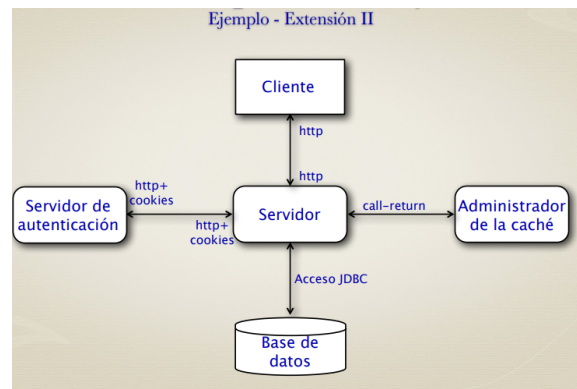 Ejemplo - Extensión II
Cliente
http
http
http+
cookies
Servidor de
autenticación
http+
cookies
Servidor
call-return
Administrador
de la caché
Acceso JDBC
Base de
datos